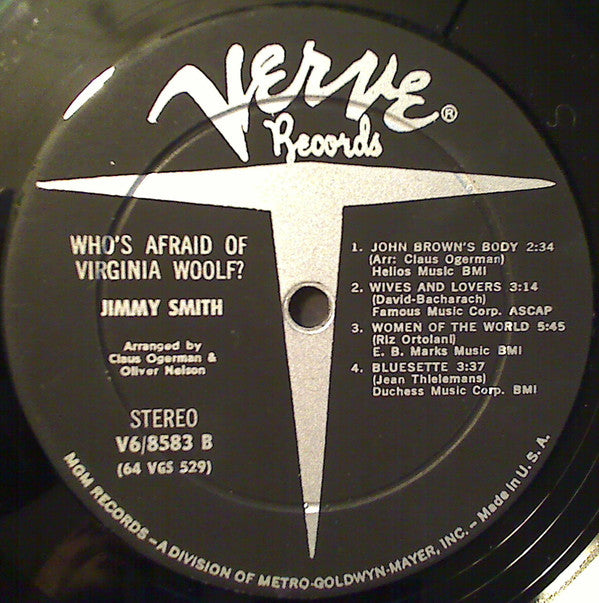 Verve ®
Records
WHO'S AFRAID OF
VIRGINIA WOOLF?
JIMMY SMITH
Arranged by
Claus Ogerman &
Oliver Nelson
STEREO
V6/8583 B
(64 VGS 529)
1. JOHN BROWN'S BODY 2:34
(Arr: Claus Ogerman)
Helios Music BMI
2. WIVES AND LOVERS 3:14
(David-Bacharach)
Famous Music Corp. ASCAP
3. WOMEN OF THE WORLD 5:45
(Riz Ortolani)
E. B. Marks Music BMI
4. BLUESETTE 3:37
(Jean Thielemans)
Duchess Music Corp. BMI
MGM RECORDS – A DIVISION OF METRO-GOLDWYN-MAYER, INC. – Made in U.S.A.